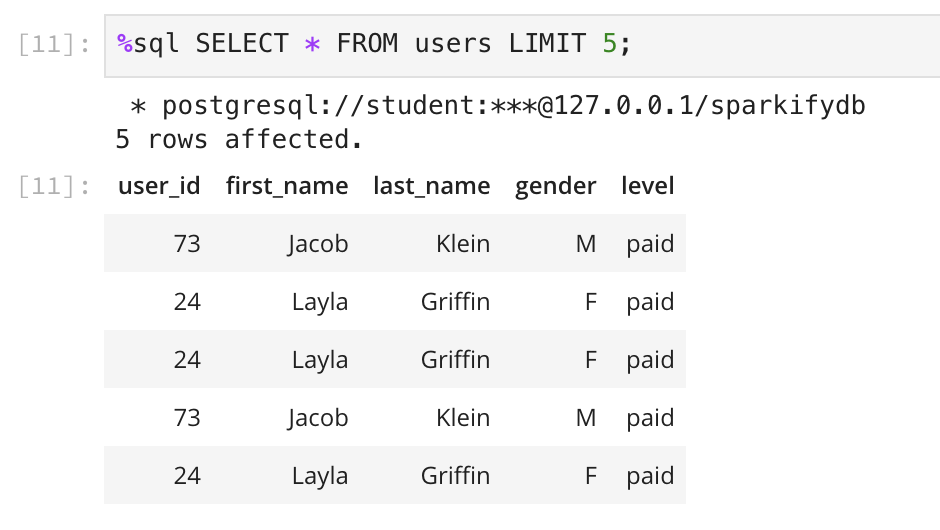 [11]: %sql SELECT * FROM users LIMIT 5;
* postgresql://student:***@127.0.0.1/sparkifydb
5 rows affected.
[11]: user_id first_name last_name gender level
73 Jacob Klein M paid
24 Layla Griffin F paid
24 Layla Griffin F paid
73 Jacob Klein M paid
24 Layla Griffin F paid